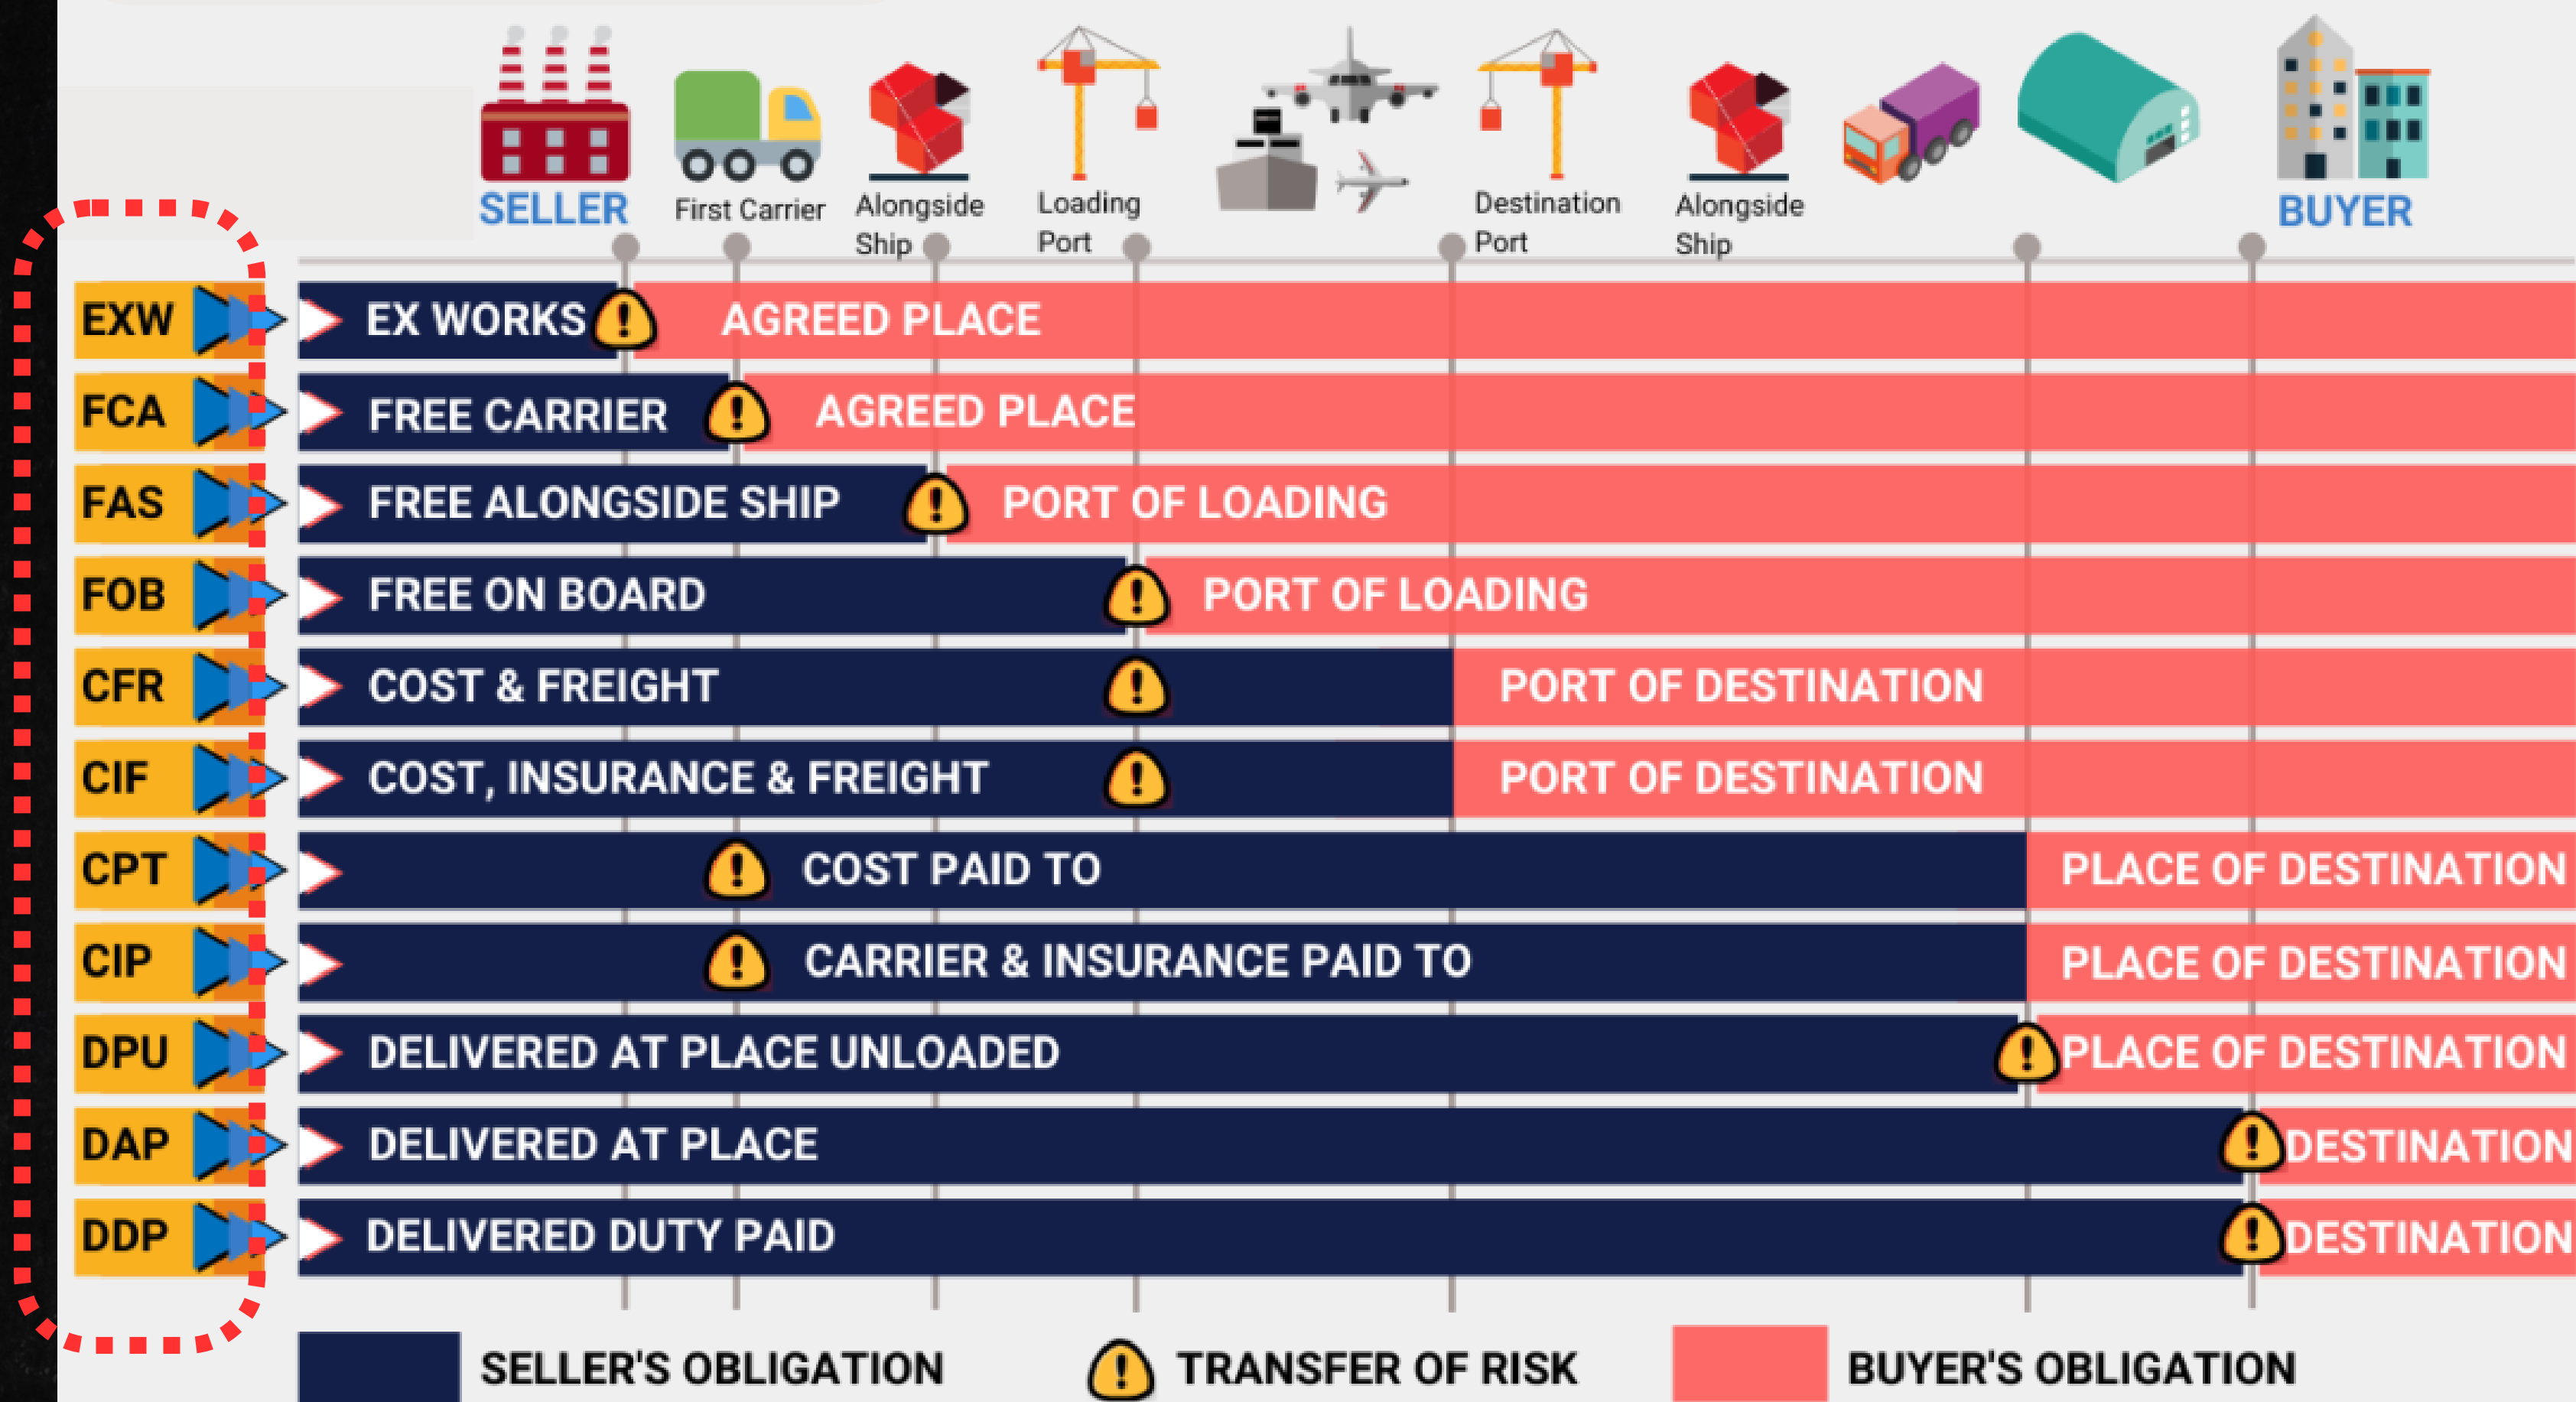 SELLER
First Carrier
Alongside
Ship
Loading
Port
Destination
Port
Alongside
Ship
BUYER
EXW EX WORKS AGREED PLACE
FCA FREE CARRIER AGREED PLACE
FAS FREE ALONGSIDE SHIP PORT OF LOADING
FOB FREE ON BOARD PORT OF LOADING
CFR COST & FREIGHT PORT OF DESTINATION
CIF COST, INSURANCE & FREIGHT PORT OF DESTINATION
CPT COST PAID TO PLACE OF DESTINATION
CIP CARRIER & INSURANCE PAID TO PLACE OF DESTINATION
DPU DELIVERED AT PLACE UNLOADED PLACE OF DESTINATION
DAP DELIVERED AT PLACE DESTINATION
DDP DELIVERED DUTY PAID DESTINATION
SELLER'S OBLIGATION TRANSFER OF RISK BUYER'S OBLIGATION